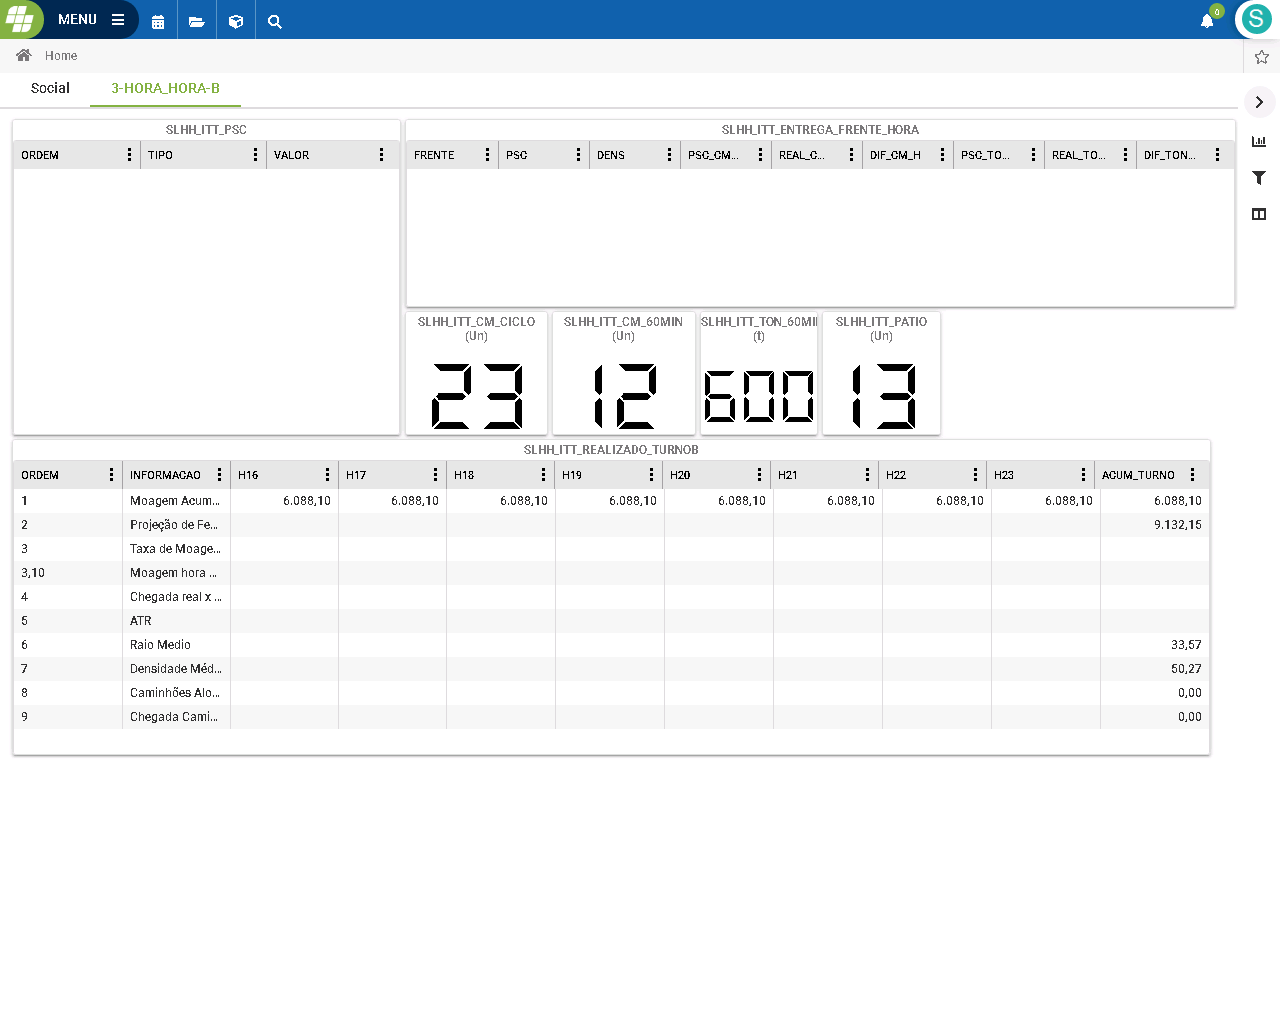 MENU
0
S
Home
Social
3-HORA_HORA-B
SLHH_ITT_PSC
ORDEM TIPO VALOR
SLHH_ITT_ENTREGA_FRENTE_HORA
FRENTE PSC DENS PSC_CM... REAL_C... DIF_CM_H PSC_TO... REAL_TO... DIF_TON...
SLHH_ITT_CM_CICLO
(Un)
23
SLHH_ITT_CM_60MIN
(Un)
12
SLHH_ITT_TON_60MI
(t)
600
SLHH_ITT_PATIO
(Un)
13
SLHH_ITT_REALIZADO_TURNOB
ORDEM INFORMACAO H16 H17 H18 H19 H20 H21 H22 H23 ACUM_TURNO
1 Moagem Acum... 6.088,10 6.088,10 6.088,10 6.088,10 6.088,10 6.088,10 6.088,10 6.088,10 6.088,10
2 Projeção de Fe... 9.132,15
3 Taxa de Moage...
3,10 Moagem hora ...
4 Chegada real x ...
5 ATR
6 Raio Medio 33,57
7 Densidade Méd... 50,27
8 Caminhões Alo... 0,00
9 Chegada Cami... 0,00